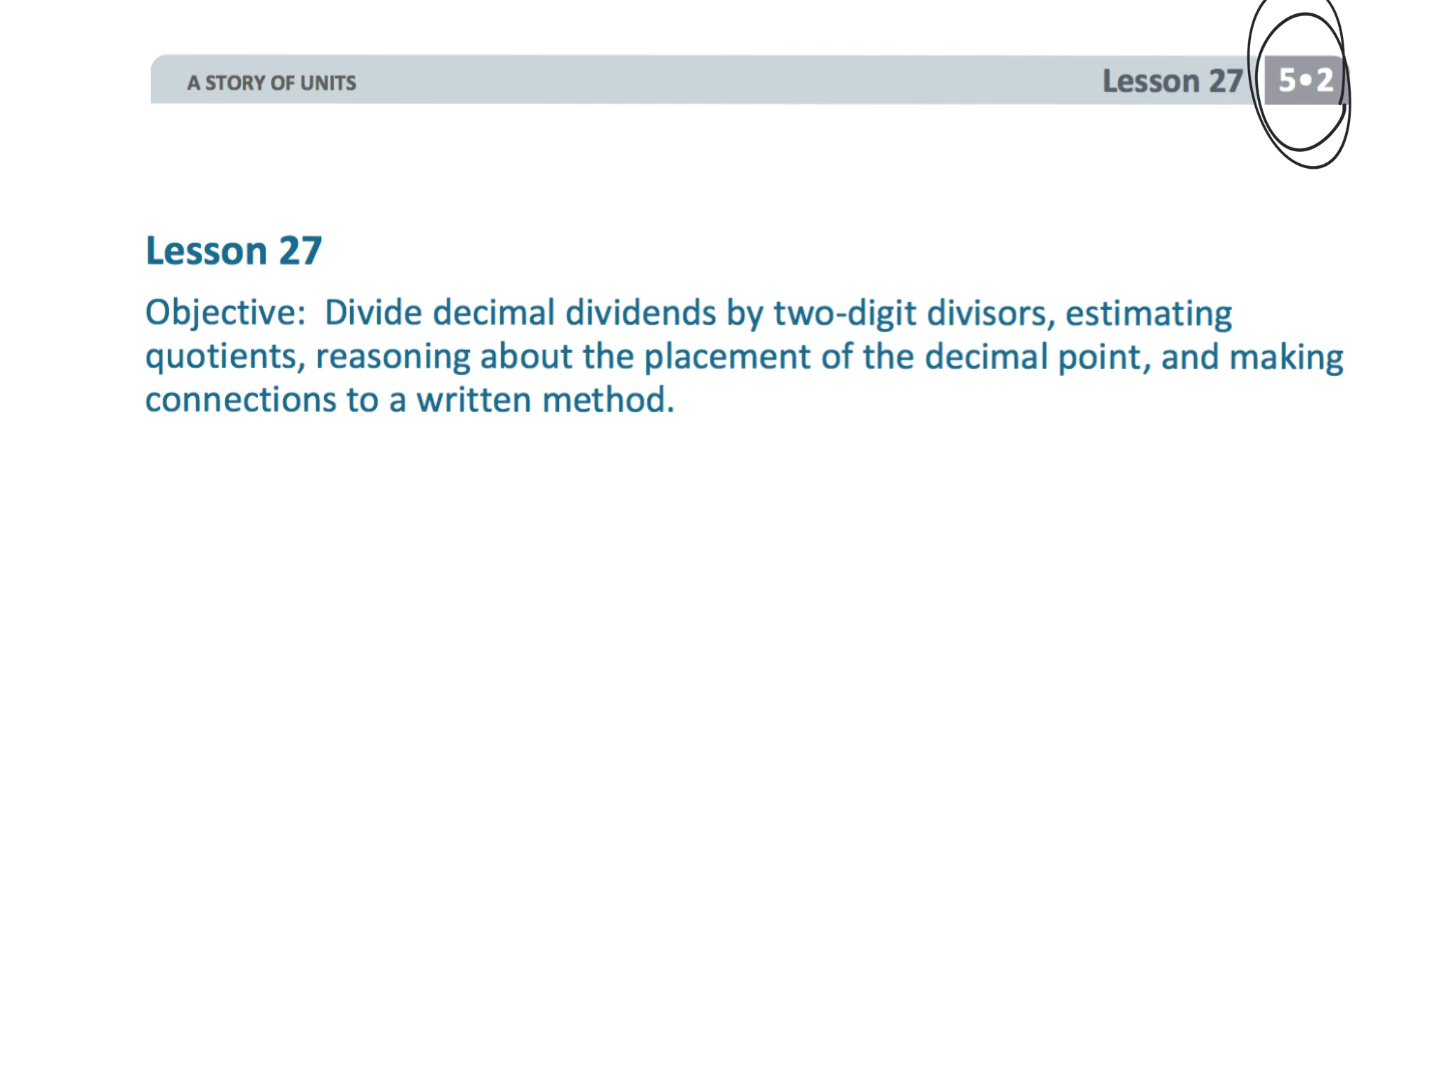 A STORY OF UNITS
Lesson 27 5•2
Lesson 27
Objective: Divide decimal dividends by two-digit divisors, estimating
quotients, reasoning about the placement of the decimal point, and making
connections to a written method.